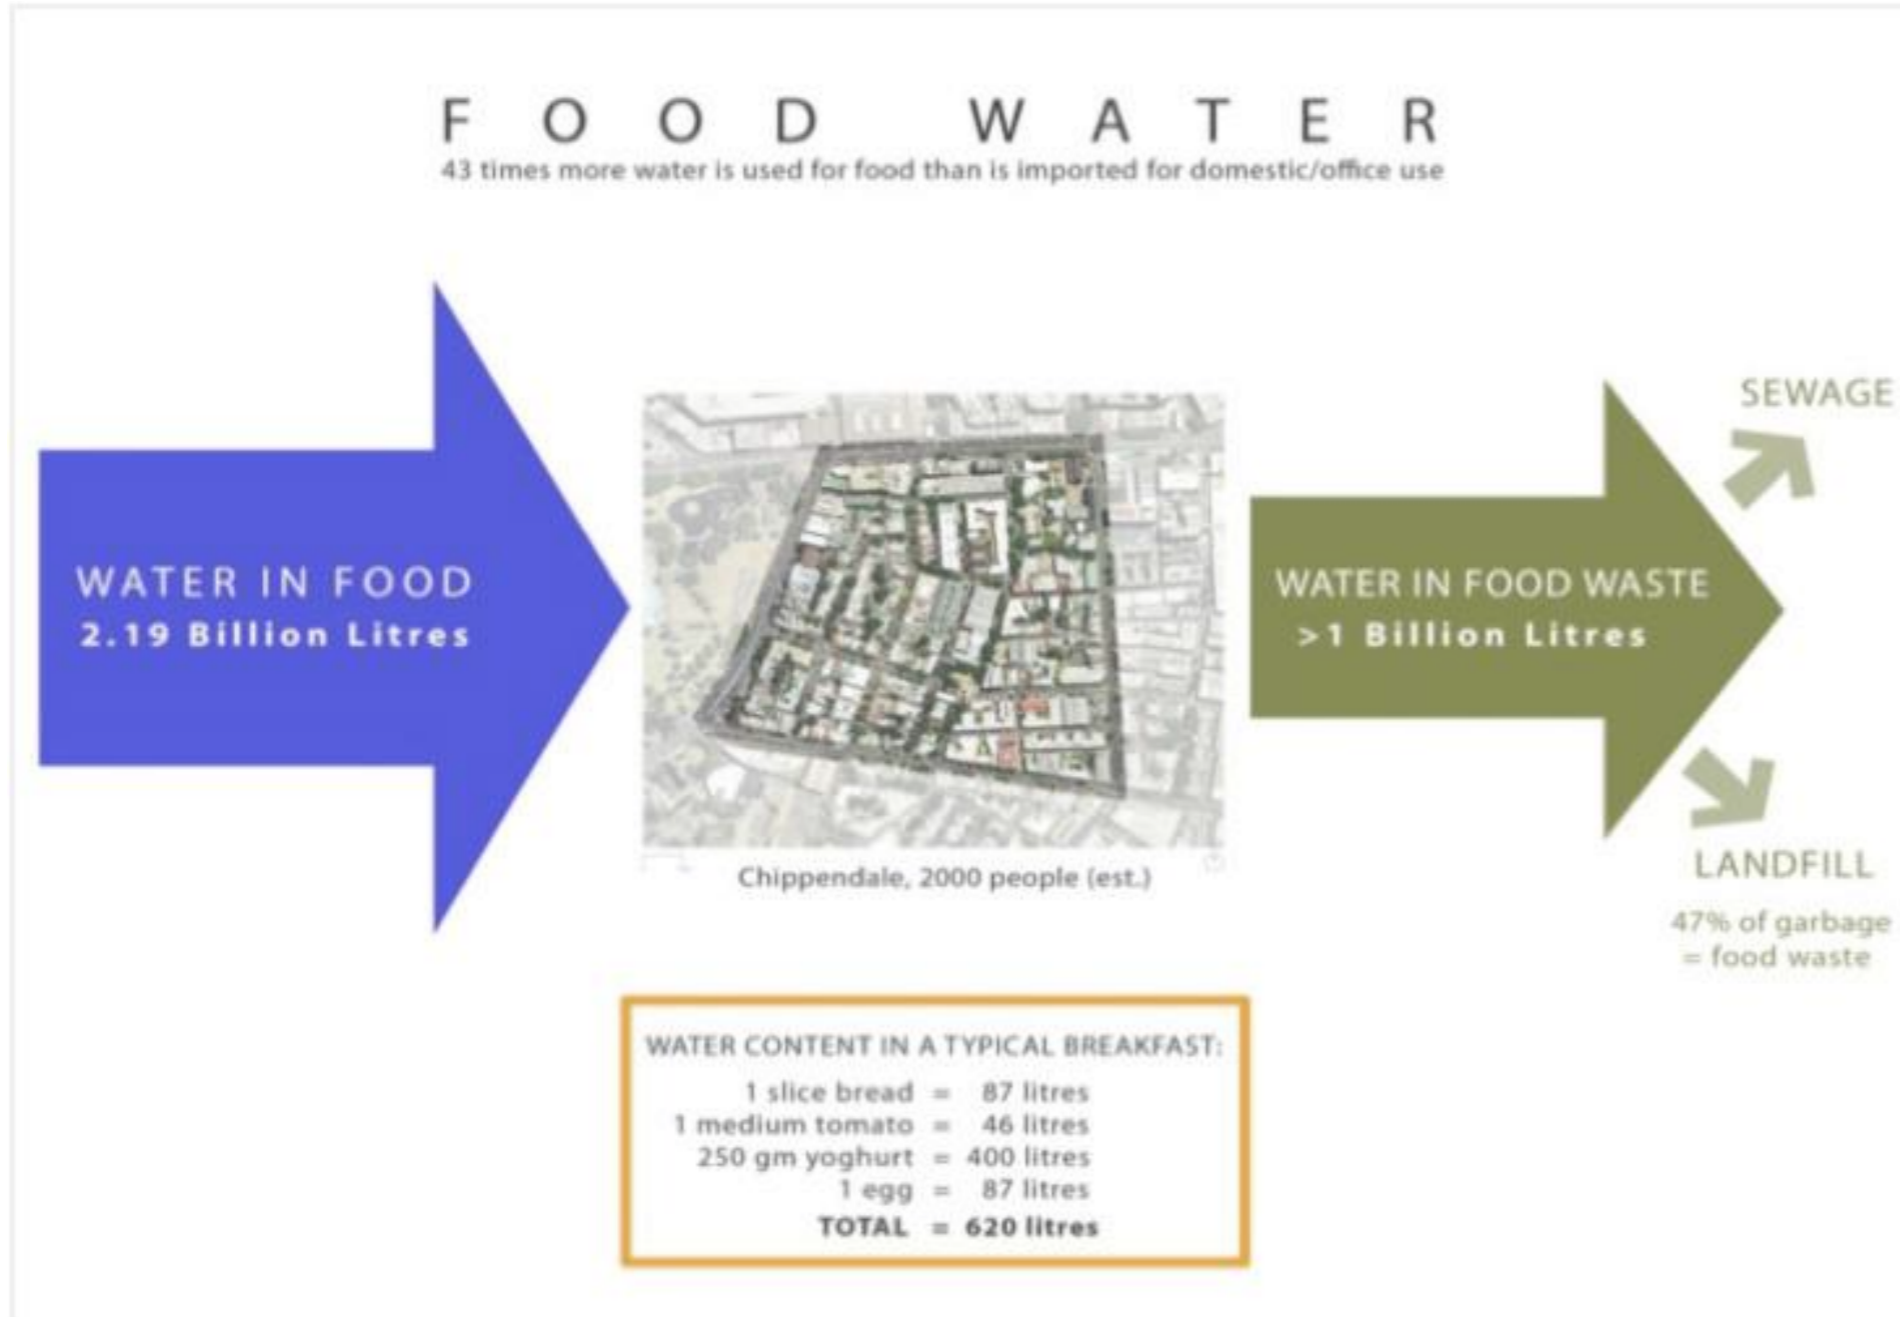 FOOD WATER
43 times more water is used for food than is imported for domestic/office use
WATER IN FOOD
2.19 Billion Litres
Chippendale, 2000 people (est.)
WATER IN FOOD WASTE
>1 Billion Litres
SEWAGE
LANDFILL
47% of garbage
= food waste
WATER CONTENT IN A TYPICAL BREAKFAST:
1 slice bread = 87 litres
1 medium tomato = 46 litres
250 gm yoghurt = 400 litres
1 egg = 87 litres
TOTAL = 620 litres